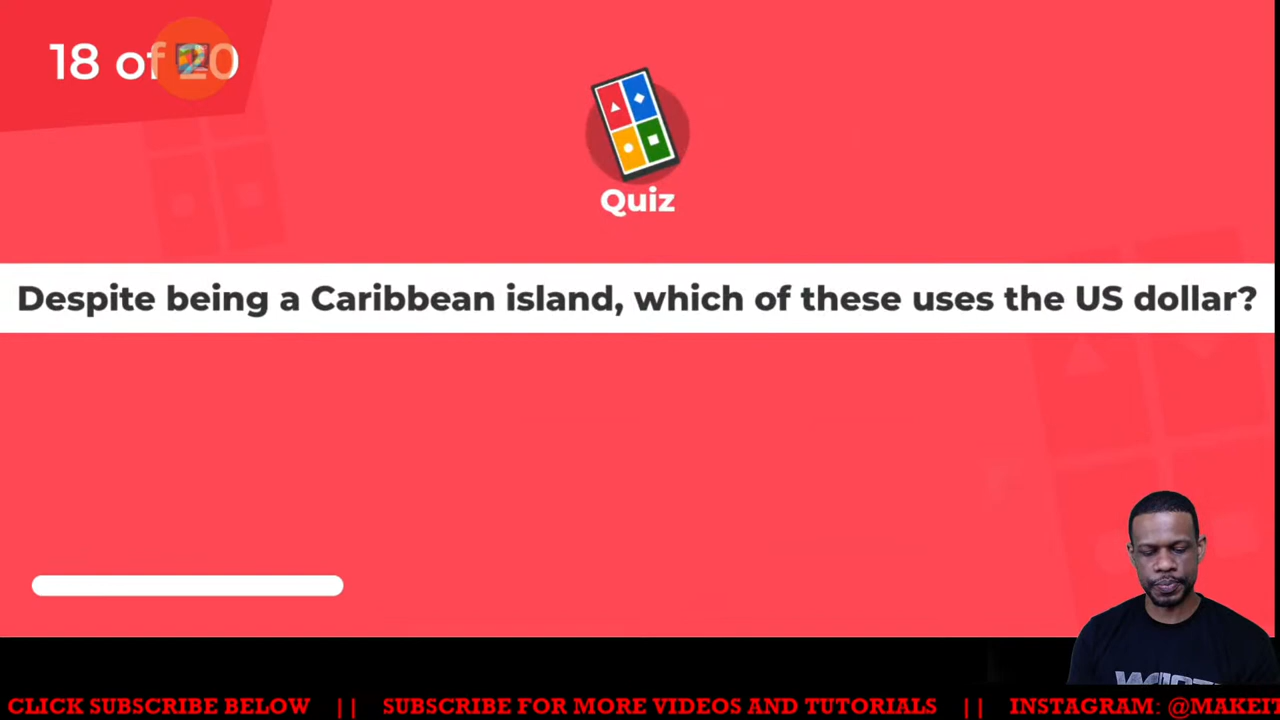 18 of 20
Quiz
Despite being a Caribbean island, which of these uses the US dollar?
CLICK SUBSCRIBE BELOW || SUBSCRIBE FOR MORE VIDEOS AND TUTORIALS || INSTAGRAM: @MAKEIT